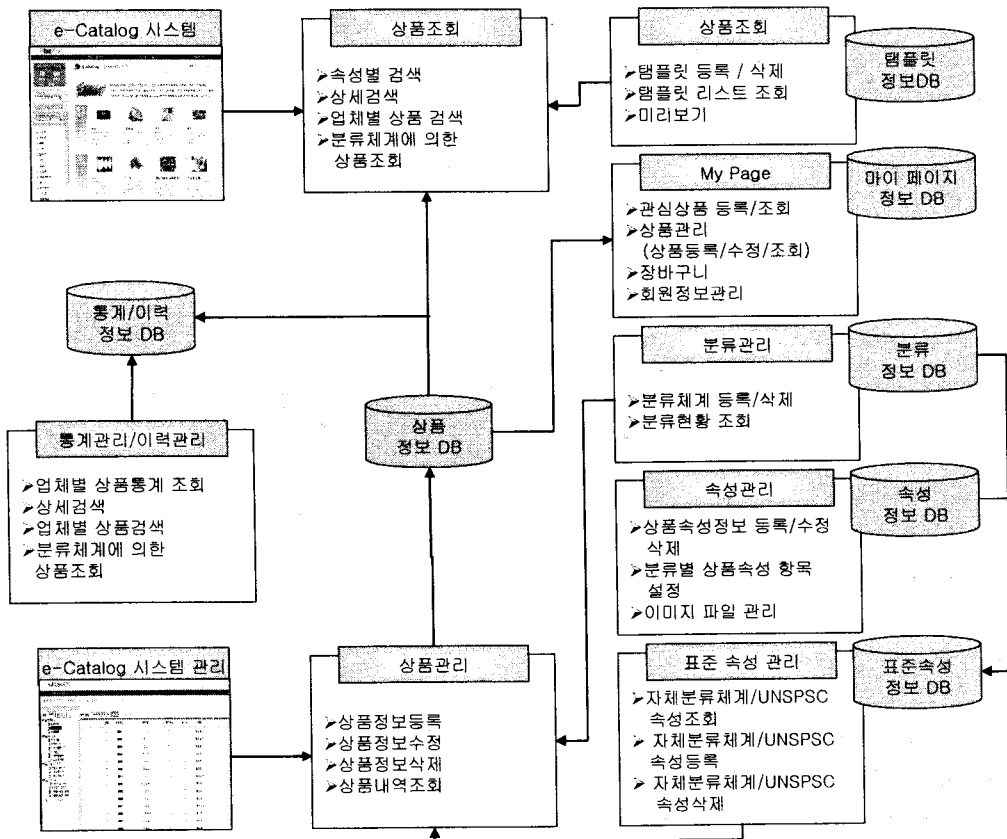 e-Catalog 시스템
상품조회
➢속성별 검색
➢상세검색
➢업체별 상품 검색
➢분류체계에 의한
상품조회
상품조회
➢탬플릿 등록 / 삭제
➢탬플릿 리스트 조회
➢미리보기
탬플릿
정보DB
My Page
➢관심상품 등록/조회
➢상품관리
(상품등록/수정/조회)
➢장바구니
➢회원정보관리
마이 페이지
정보 DB
통계/이력
정보 DB
분류관리
➢분류체계 등록/삭제
➢분류현황 조회
분류
정보 DB
상품
정보 DB
통계관리/이력관리
➢업체별 상품통계 조회
➢상세검색
➢업체별 상품검색
➢분류체계에 의한
상품조회
속성관리
➢상품속성정보 등록/수정
삭제
➢분류별 상품속성 항목
설정
➢이미지 파일 관리
속성
정보 DB
e-Catalog 시스템 관리
상품관리
➢상품정보등록
➢상품정보수정
➢상품정보삭제
➢상품내역조회
표준 속성 관리
➢자체분류체계/UNSPSC
속성조회
➢ 자체분류체계/UNSPSC
속성등록
➢ 자체분류체계/UNSPSC
속성삭제
표준속성
정보 DB